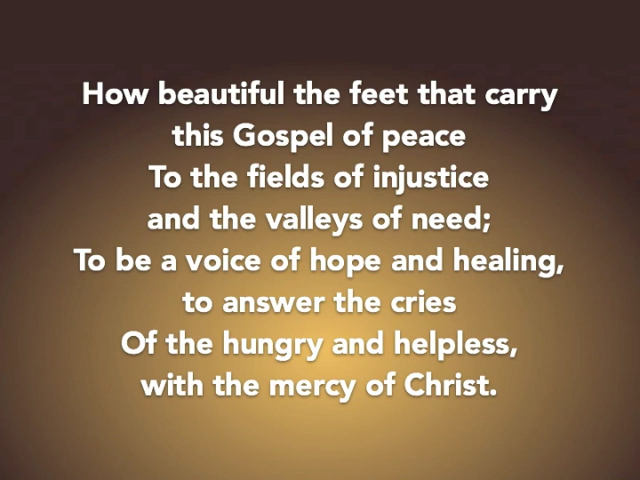 How beautiful the feet that carry
this Gospel of peace
To the fields of injustice
and the valleys of need;
To be a voice of hope and healing,
to answer the cries
Of the hungry and helpless,
with the mercy of Christ.